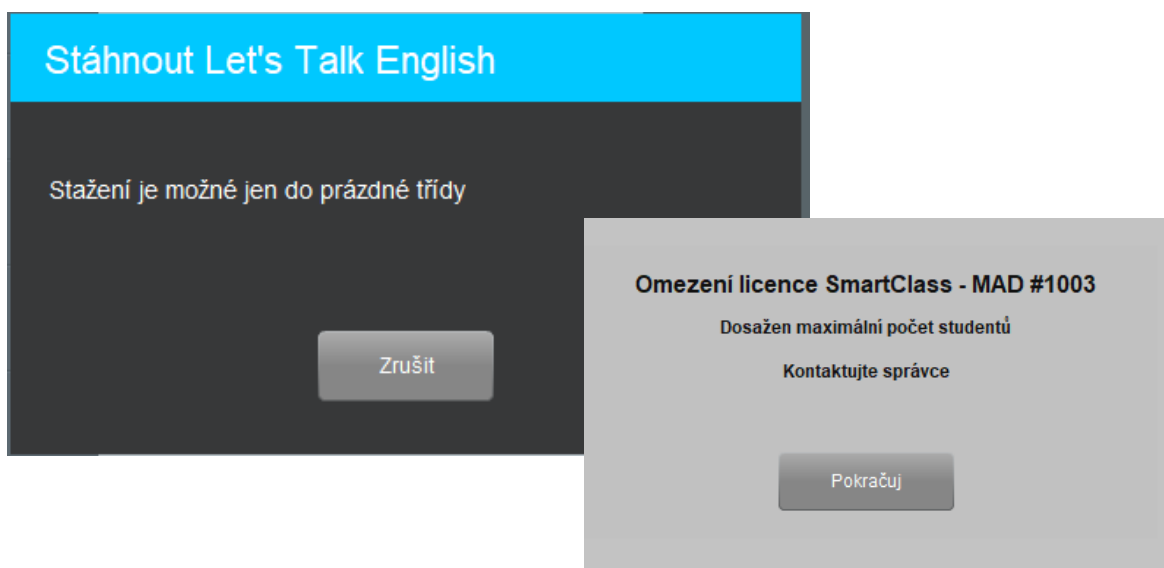 Stáhnout Let's Talk English
Stažení je možné jen do prázdné třídy
Zrušit
Omezení licence SmartClass - MAD #1003
Dosažen maximální počet studentů
Kontaktujte správce
Pokračuj